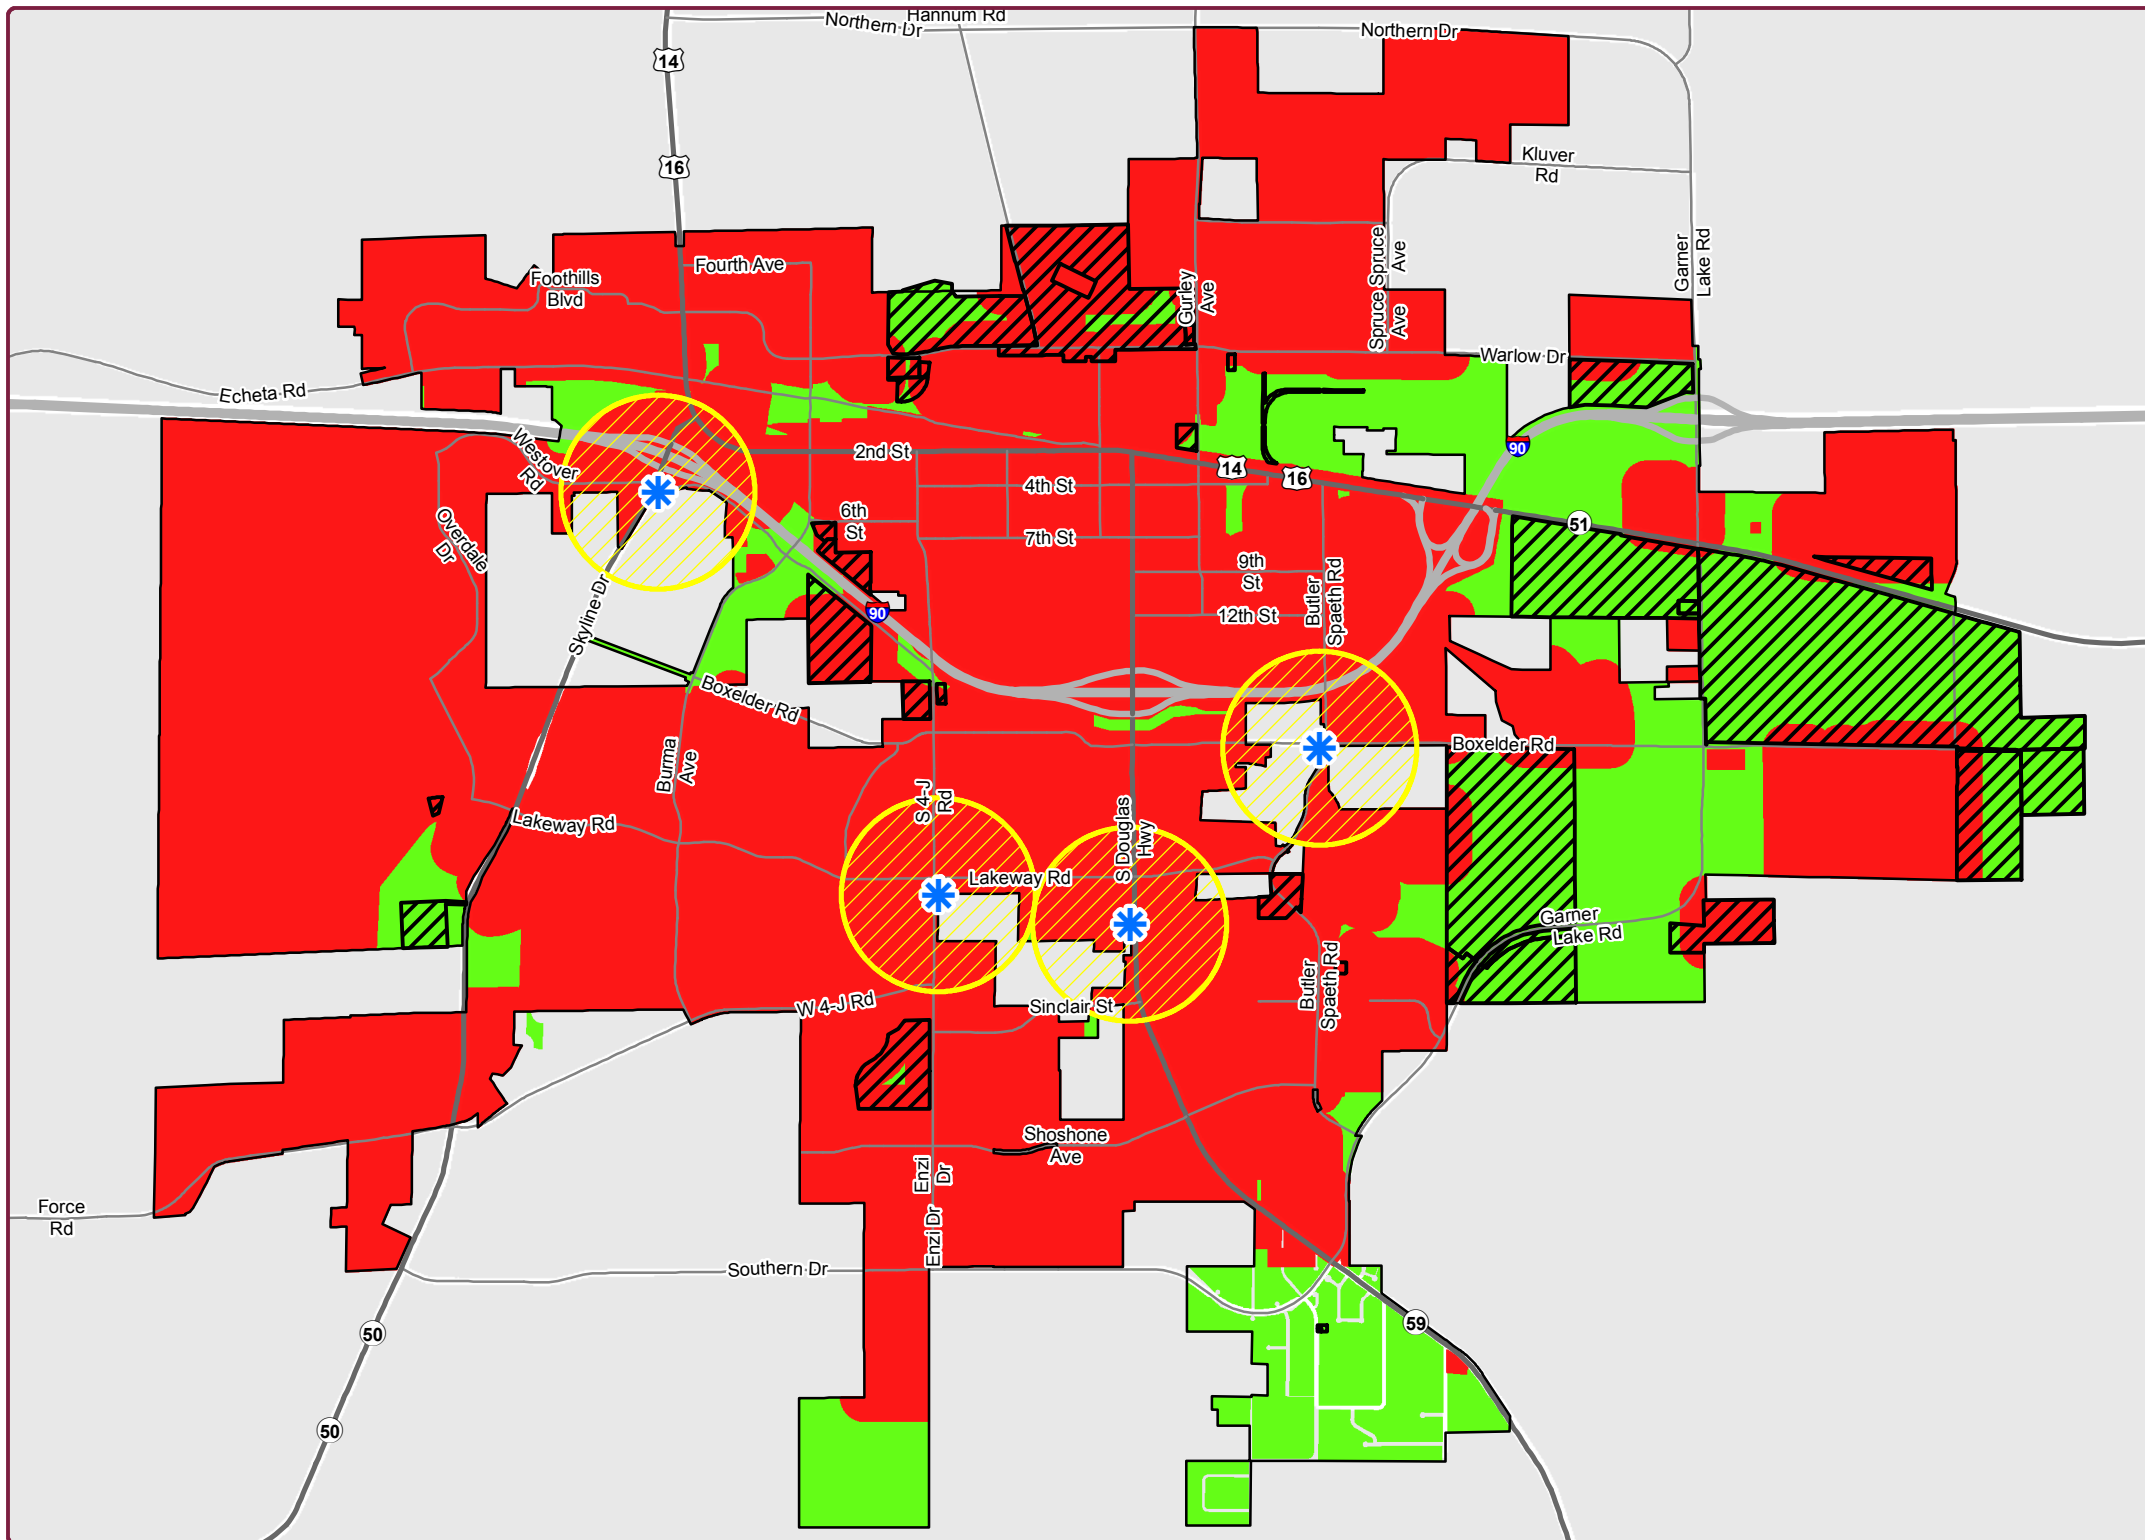 Hannum Rd
Northern Dr
Northern Dr
14
16
Kluver
Rd
Garner
Lake Rd
Spruce Spruce
Ave
Spruce
Ave
Gurley
Ave
Fourth Ave
Foothills
Blvd
Warlow Dr
Echeta Rd
Westover
Rd
2nd St
14
16
90
4th St
51
6th
St
7th St
Overdale
Dr
9th
St
Butler
Spaeth Rd
12th St
90
Skyline Dr
Boxelder Rd
Boxelder Rd
Burma
Ave
S 4-J
Rd
S Douglas
Hwy
Lakeway Rd
Lakeway Rd
Garner
Lake Rd
Butler
Spaeth Rd
W 4-J Rd
Sinclair St
Shoshone
Ave
Enzi
Dr
Enzi Dr
Force
Rd
Southern Dr
50
59
50